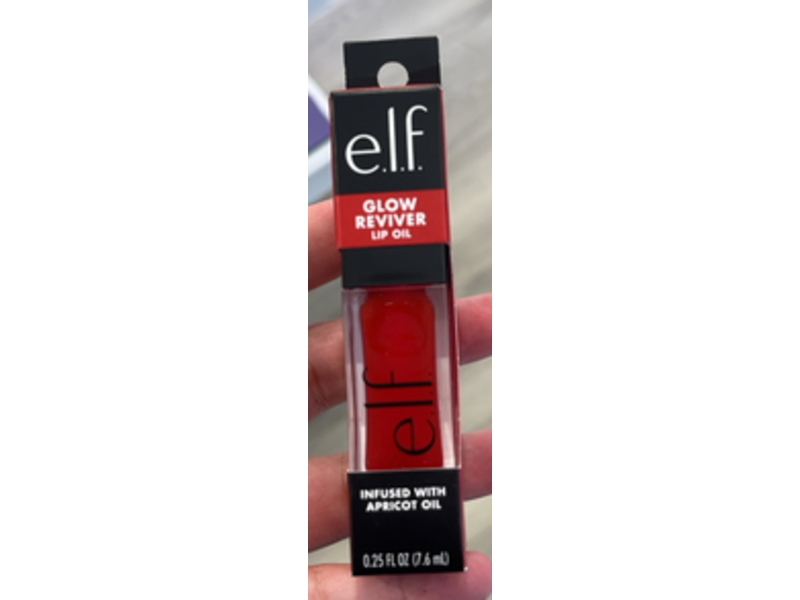 e.l.f.
GLOW
REVIVER
LIP OIL
e.l.f.
INFUSED WITH
APRICOT OIL
0.25 FL OZ (7.6 mL)